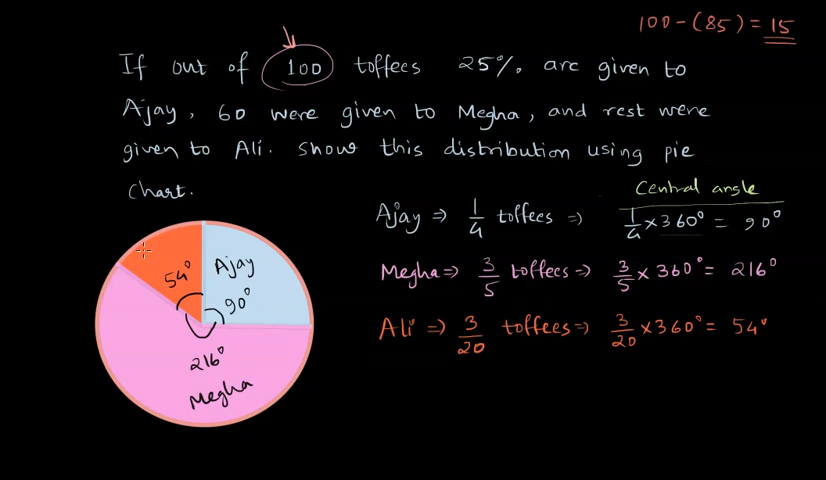 100 - (85) = 15
If out of 100 toffees 25% are given to
Ajay, 60 were given to Megha, and rest were
given to Ali. Show this distribution using pie
chart.
Central angle
Ajay ⇒ 1/4 toffees ⇒ 1/4 × 360° = 90°
Megha ⇒ 3/5 toffees ⇒ 3/5 × 360° = 216°
Ali ⇒ 3/20 toffees ⇒ 3/20 × 360° = 54°
54°
Ajay
90°
216°
Megha